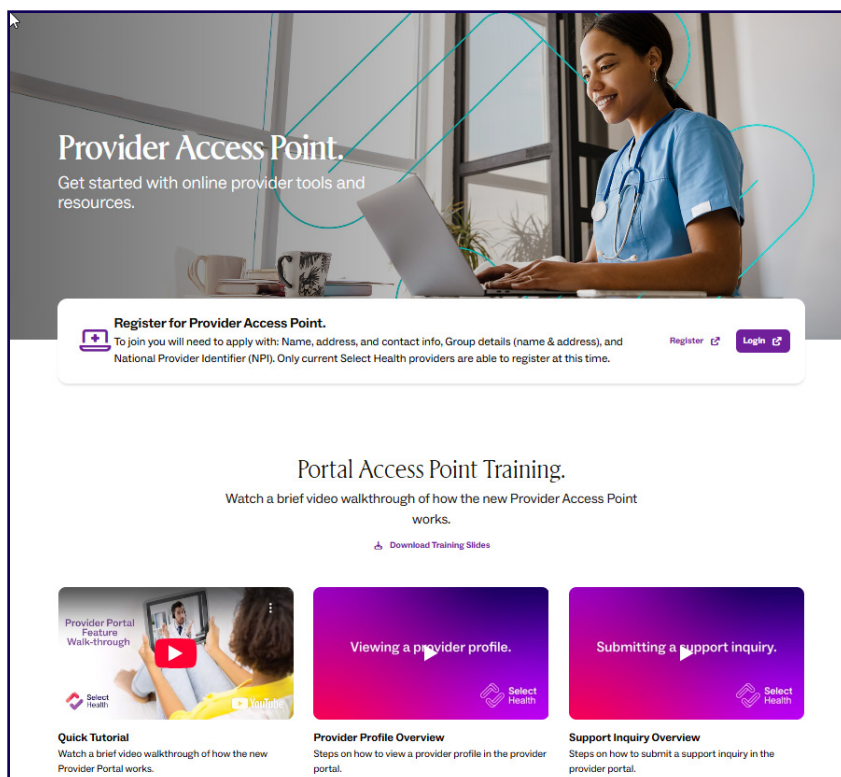 Provider Access Point.
Get started with online provider tools and
resources.
Register for Provider Access Point.
To join you will need to apply with: Name, address, and contact info, Group details (name & address), and
National Provider Identifier (NPI). Only current Select Health providers are able to register at this time.
Register
Login
Portal Access Point Training.
Watch a brief video walkthrough of how the new Provider Access Point
works.
Download Training Slides
Provider Portal
Feature
Walk-through
Select
Health
YouTube
Viewing a provider profile.
Select
Health
Submitting a support inquiry.
Select
Health
Quick Tutorial
Watch a brief video walkthrough of how the new
Provider Portal works.
Provider Profile Overview
Steps on how to view a provider profile in the provider
portal.
Support Inquiry Overview
Steps on how to submit a support inquiry in the
provider portal.